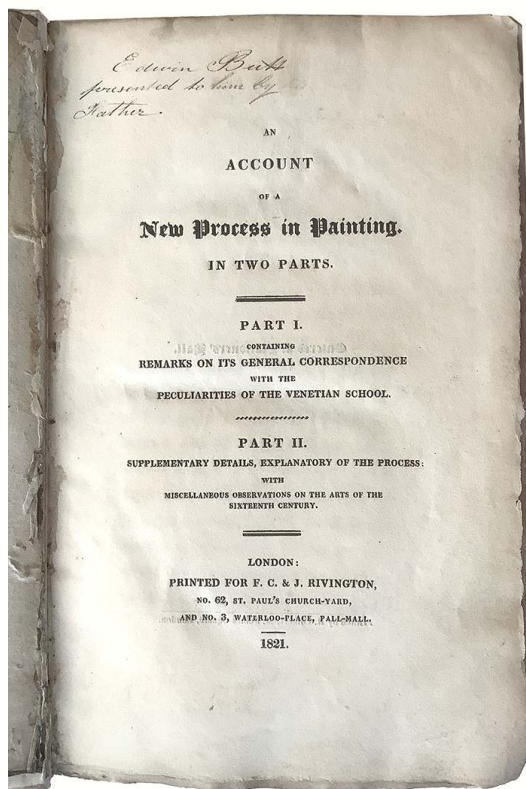 Edwin Butt
presented to him by his
Father.
AN
ACCOUNT
OF A
New Process in Painting.
IN TWO PARTS.
PART I.
CONTAINING
REMARKS ON ITS GENERAL CORRESPONDENCE
WITH THE
PECULIARITIES OF THE VENETIAN SCHOOL.
PART II.
SUPPLEMENTARY DETAILS, EXPLANATORY OF THE PROCESS:
WITH
MISCELLANEOUS OBSERVATIONS ON THE ARTS OF THE
SIXTEENTH CENTURY.
LONDON:
PRINTED FOR F. C. & J. RIVINGTON,
NO. 62, ST. PAUL'S CHURCH-YARD,
AND NO. 3, WATERLOO-PLACE, PALL-MALL.
1821.